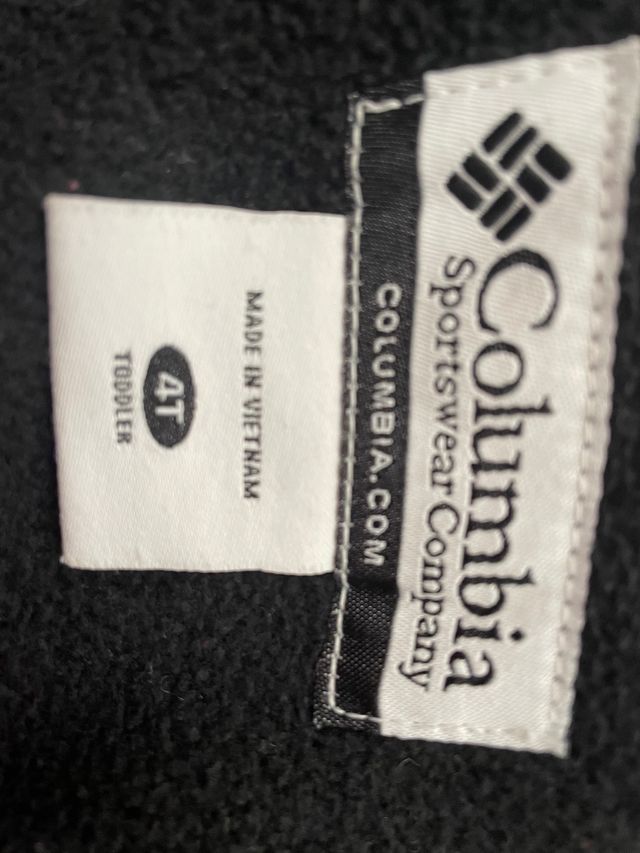 Columbia
Sportswear Company
COLUMBIA.COM
MADE IN VIETNAM
4T
TODDLER